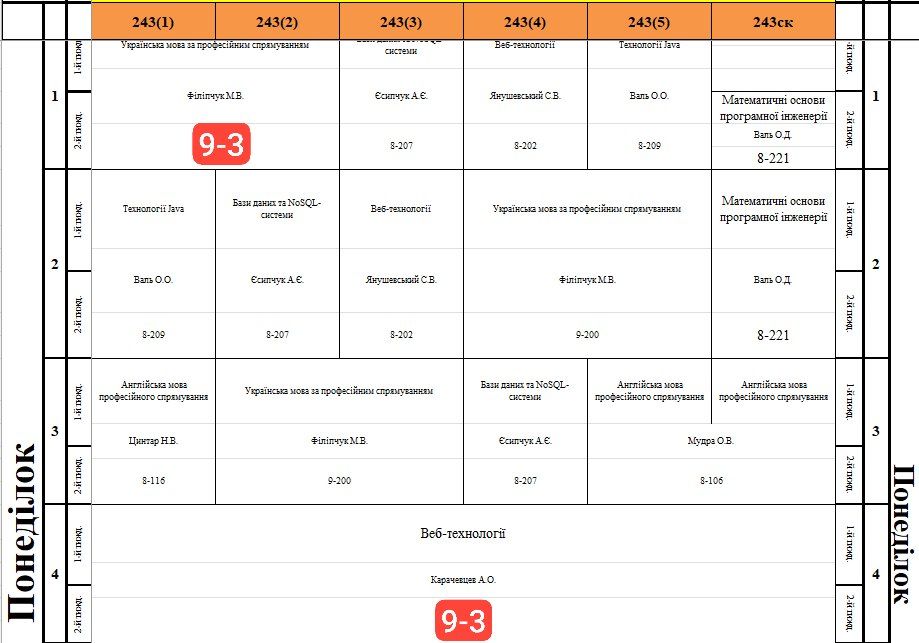 243(1) 243(2) 243(3) 243(4) 243(5) 243ск
Українська мова за професійним спрямуванням Веб-технології Технології Java
системи
1-й тижд. 1-й тижд.
1 Філіпчук М.В. Єсипчук А.Є. Янушевський С.В. Валь О.О. 1
Математичні основи
програмної інженерії
2-й тижд. Валь О.Д. 2-й тижд.
9-3 8-207 8-202 8-209 8-221
Технології Java Бази даних та NoSQL-
системи Веб-технології Українська мова за професійним спрямуванням Математичні основи
програмної інженерії
1-й тижд. 1-й тижд.
2 Валь О.О. Єсипчук А.Є. Янушевський С.В. Філіпчук М.В. Валь О.Д. 2
2-й тижд. 8-209 8-207 8-202 9-200 8-221 2-й тижд.
Англійська мова
професійного спрямування Українська мова за професійним спрямуванням Бази даних та NoSQL-
системи Англійська мова
професійного спрямування Англійська мова
професійного спрямування
1-й тижд. 1-й тижд.
3 Цинтар Н.В. Філіпчук М.В. Єсипчук А.Є. Мудра О.В. 3
2-й тижд. 8-116 9-200 8-207 8-106 2-й тижд.
Понеділок Понеділок
1-й тижд. Веб-технології 1-й тижд.
4 Карачевцев А.О. 4
2-й тижд. 9-3 2-й тижд.